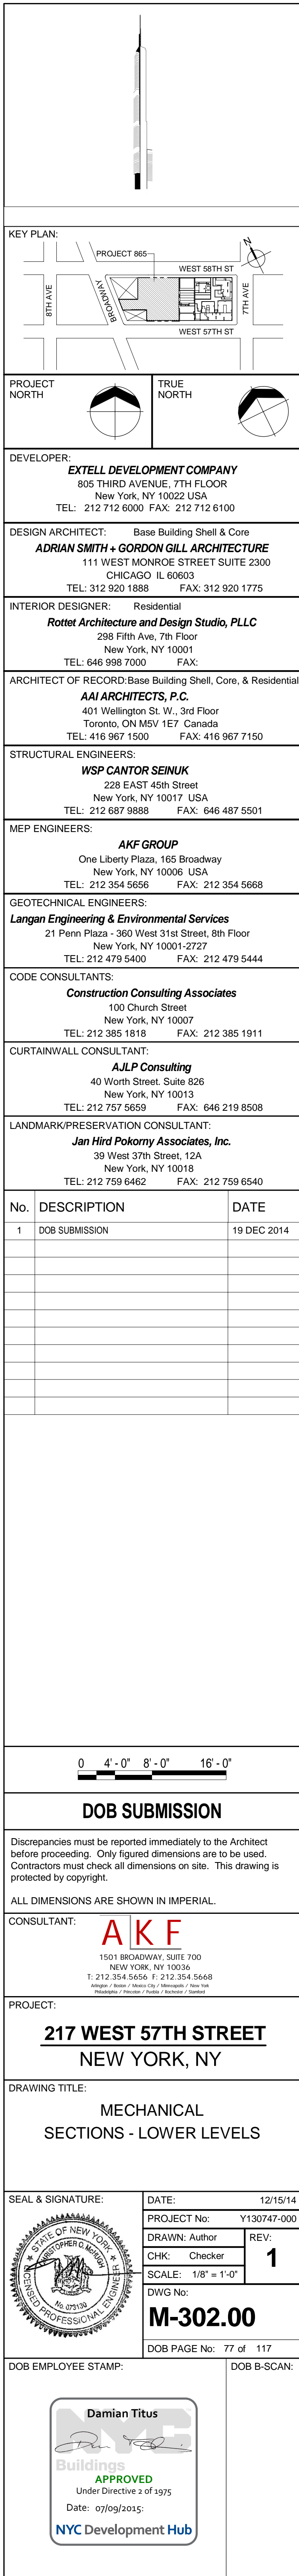 KEY PLAN:
N
PROJECT 865
WEST 58TH ST
8TH AVE
BROADWAY
7TH AVE
WEST 57TH ST
PROJECT
NORTH
TRUE
NORTH
DEVELOPER:
EXTELL DEVELOPMENT COMPANY
805 THIRD AVENUE, 7TH FLOOR
New York, NY 10022 USA
TEL: 212 712 6000 FAX: 212 712 6100
DESIGN ARCHITECT: Base Building Shell & Core
ADRIAN SMITH + GORDON GILL ARCHITECTURE
111 WEST MONROE STREET SUITE 2300
CHICAGO IL 60603
TEL: 312 920 1888 FAX: 312 920 1775
INTERIOR DESIGNER: Residential
Rottet Architecture and Design Studio, PLLC
298 Fifth Ave, 7th Floor
New York, NY 10001
TEL: 646 998 7000 FAX:
ARCHITECT OF RECORD:Base Building Shell, Core, & Residential
AAI ARCHITECTS, P.C.
401 Wellington St. W., 3rd Floor
Toronto, ON M5V 1E7 Canada
TEL: 416 967 1500 FAX: 416 967 7150
STRUCTURAL ENGINEERS:
WSP CANTOR SEINUK
228 EAST 45th Street
New York, NY 10017 USA
TEL: 212 687 9888 FAX: 646 487 5501
MEP ENGINEERS:
AKF GROUP
One Liberty Plaza, 165 Broadway
New York, NY 10006 USA
TEL: 212 354 5656 FAX: 212 354 5668
GEOTECHNICAL ENGINEERS:
Langan Engineering & Environmental Services
21 Penn Plaza - 360 West 31st Street, 8th Floor
New York, NY 10001-2727
TEL: 212 479 5400 FAX: 212 479 5444
CODE CONSULTANTS:
Construction Consulting Associates
100 Church Street
New York, NY 10007
TEL: 212 385 1818 FAX: 212 385 1911
CURTAINWALL CONSULTANT:
AJLP Consulting
40 Worth Street. Suite 826
New York, NY 10013
TEL: 212 757 5659 FAX: 646 219 8508
LANDMARK/PRESERVATION CONSULTANT:
Jan Hird Pokorny Associates, Inc.
39 West 37th Street, 12A
New York, NY 10018
TEL: 212 759 6462 FAX: 212 759 6540
No. DESCRIPTION DATE
1 DOB SUBMISSION 19 DEC 2014
0 4' - 0" 8' - 0" 16' - 0"
DOB SUBMISSION
Discrepancies must be reported immediately to the Architect
before proceeding. Only figured dimensions are to be used.
Contractors must check all dimensions on site. This drawing is
protected by copyright.
ALL DIMENSIONS ARE SHOWN IN IMPERIAL.
CONSULTANT:
AKF
1501 BROADWAY, SUITE 700
NEW YORK, NY 10036
T: 212.354.5656 F: 212.354.5668
Arlington / Boston / Mexico City / Minneapolis / New York
Philadelphia / Princeton / Puebla / Rochester / Stamford
PROJECT:
217 WEST 57TH STREET
NEW YORK, NY
DRAWING TITLE:
MECHANICAL
SECTIONS - LOWER LEVELS
SEAL & SIGNATURE:
STATE OF NEW YORK
CHRISTOPHER O. McHUGH
No. 073130
LICENSED PROFESSIONAL ENGINEER
DATE: 12/15/14
PROJECT No: Y130747-000
DRAWN: Author
REV:
1
CHK: Checker
SCALE: 1/8" = 1'-0"
DWG No:
M-302.00
DOB PAGE No: 77 of 117
DOB EMPLOYEE STAMP:
DOB B-SCAN:
Damian Titus
NYC
Buildings
APPROVED
Under Directive 2 of 1975
Date: 07/09/2015:
NYC Development Hub